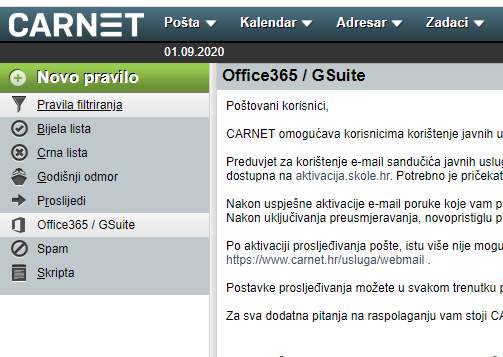 CARNET Pošta Kalendar Adresar Zadaci
01.09.2020
Novo pravilo
Pravila filtriranja
Bijela lista
Crna lista
Godišnji odmor
Proslijedi
Office365 / GSuite
Spam
Skripta
Office365 / GSuite
Poštovani korisnici,
CARNET omogućava korisnicima korištenje javnih u
Preduvjet za korištenje e-mail sandučića javnih uslug
dostupna na aktivacija.skole.hr. Potrebno je pričekat
Nakon uspješne aktivacije e-mail poruke koje vam p
Nakon uključivanja preusmjeravanja, novopristiglu p
Po aktivaciji prosljeđivanja pošte, istu više nije mogu
https://www.carnet.hr/usluga/webmail .
Postavke prosljeđivanja možete u svakom trenutku p
Za sva dodatna pitanja na raspolaganju vam stoji CA